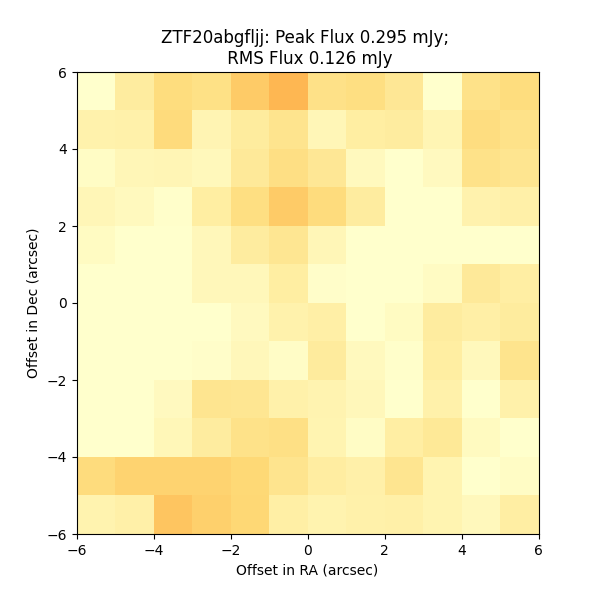 ZTF20abgfljj: Peak Flux 0.295 mJy;
RMS Flux 0.126 mJy
6
4
2
0
−2
−4
−6
Offset in Dec (arcsec)
−6 −4 −2 0 2 4 6
Offset in RA (arcsec)